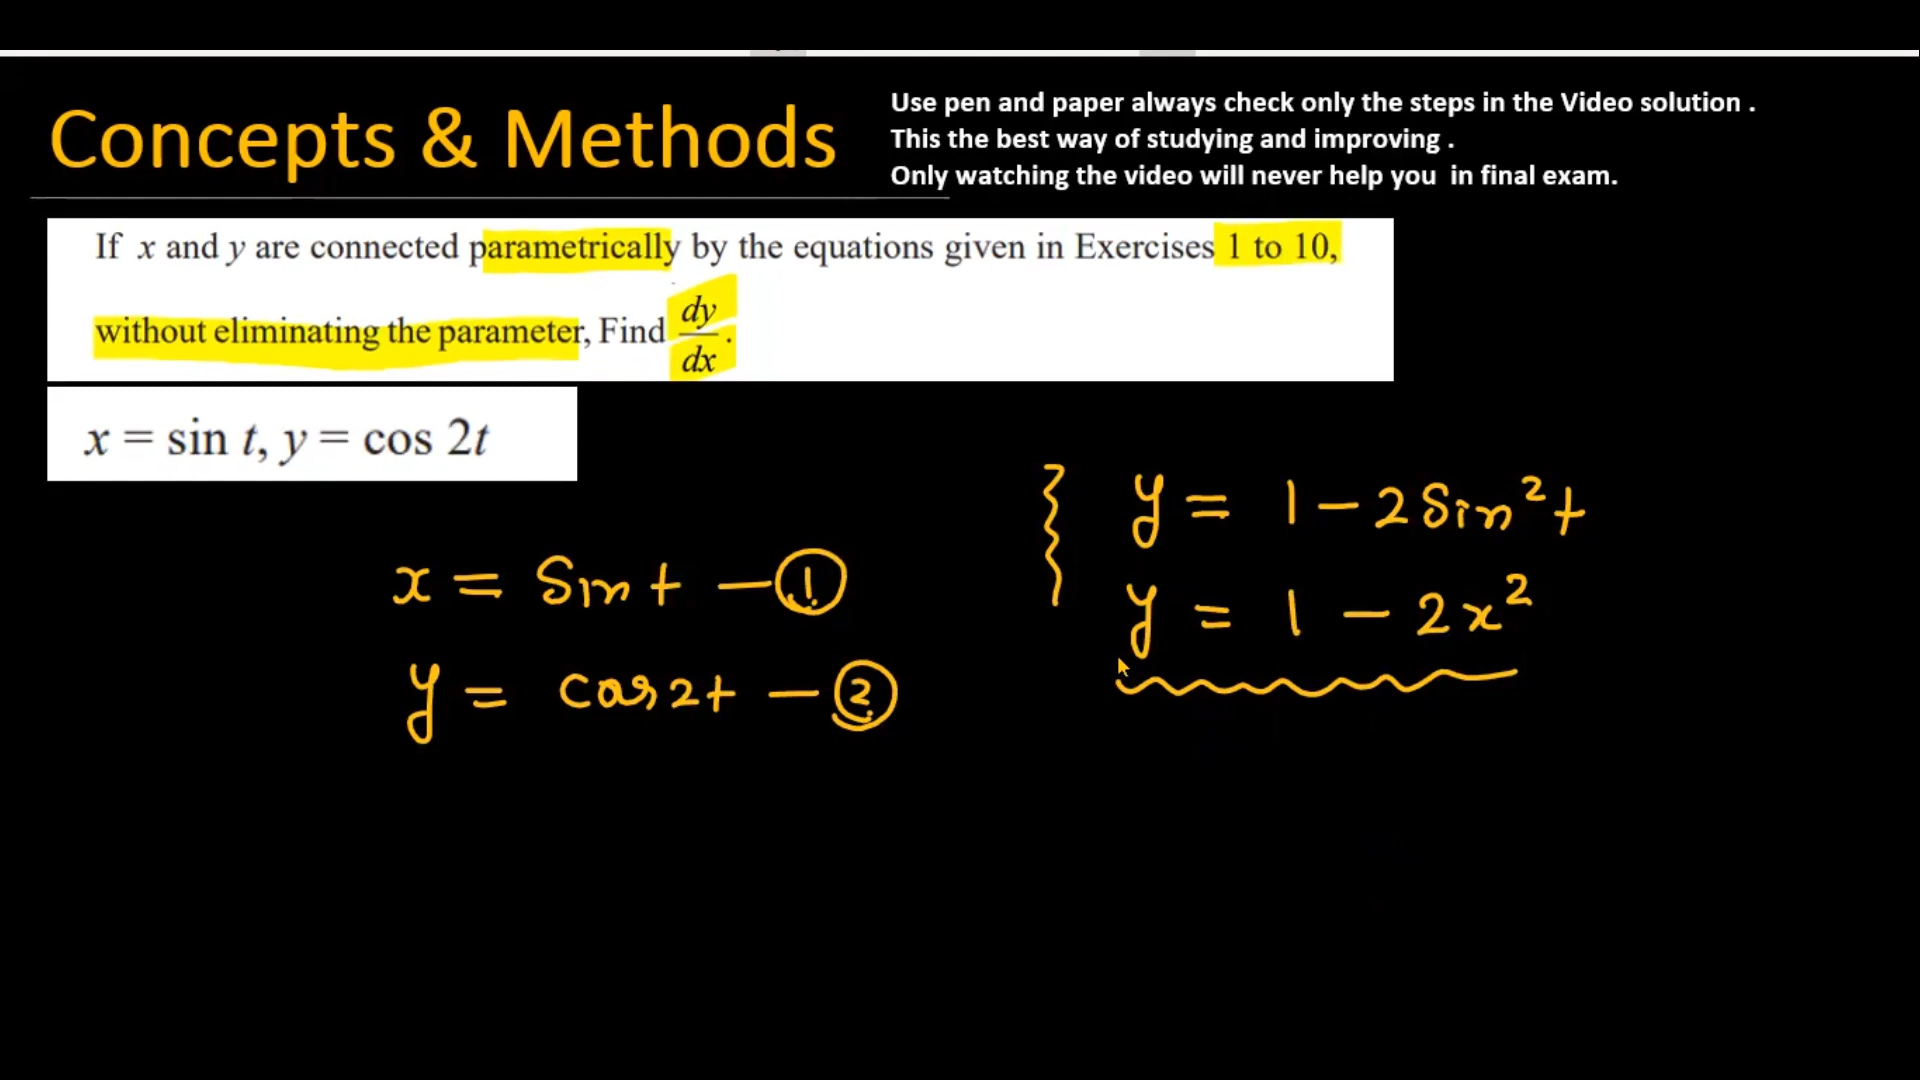 Concepts & Methods
Use pen and paper always check only the steps in the Video solution .
This the best way of studying and improving .
Only watching the video will never help you in final exam.
If x and y are connected parametrically by the equations given in Exercises 1 to 10,
without eliminating the parameter, Find dy/dx.
x = sin t, y = cos 2t
x = Sin t - ①
y = cos 2t - ②
y = 1 - 2 Sin² t
y = 1 - 2x²